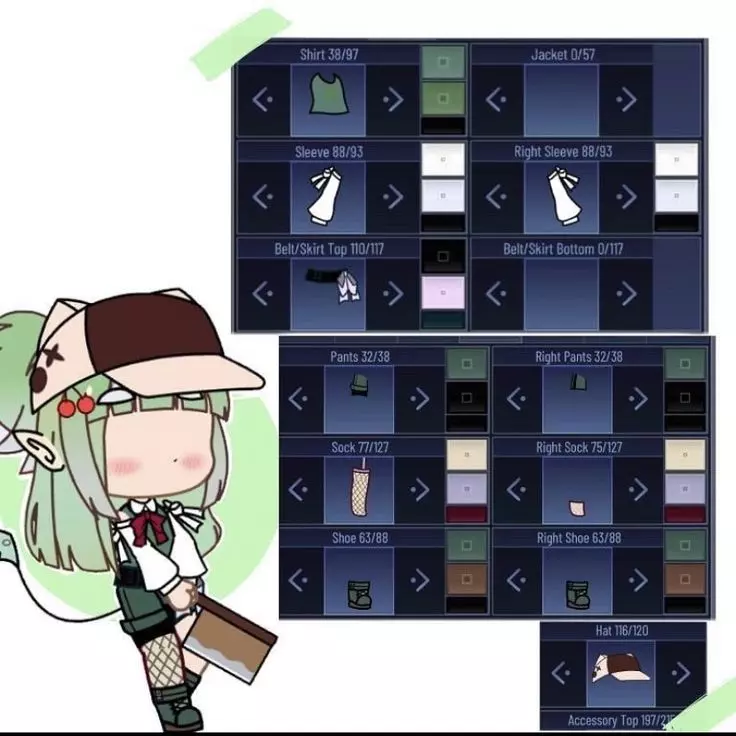 Shirt 38/97
Jacket 0/57
Sleeve 88/93
Right Sleeve 88/93
Belt/Skirt Top 110/117
Belt/Skirt Bottom 0/117
Pants 32/38
Right Pants 32/38
Sock 77/127
Right Sock 75/127
Shoe 63/88
Right Shoe 63/88
Hat 116/120
Accessory Top